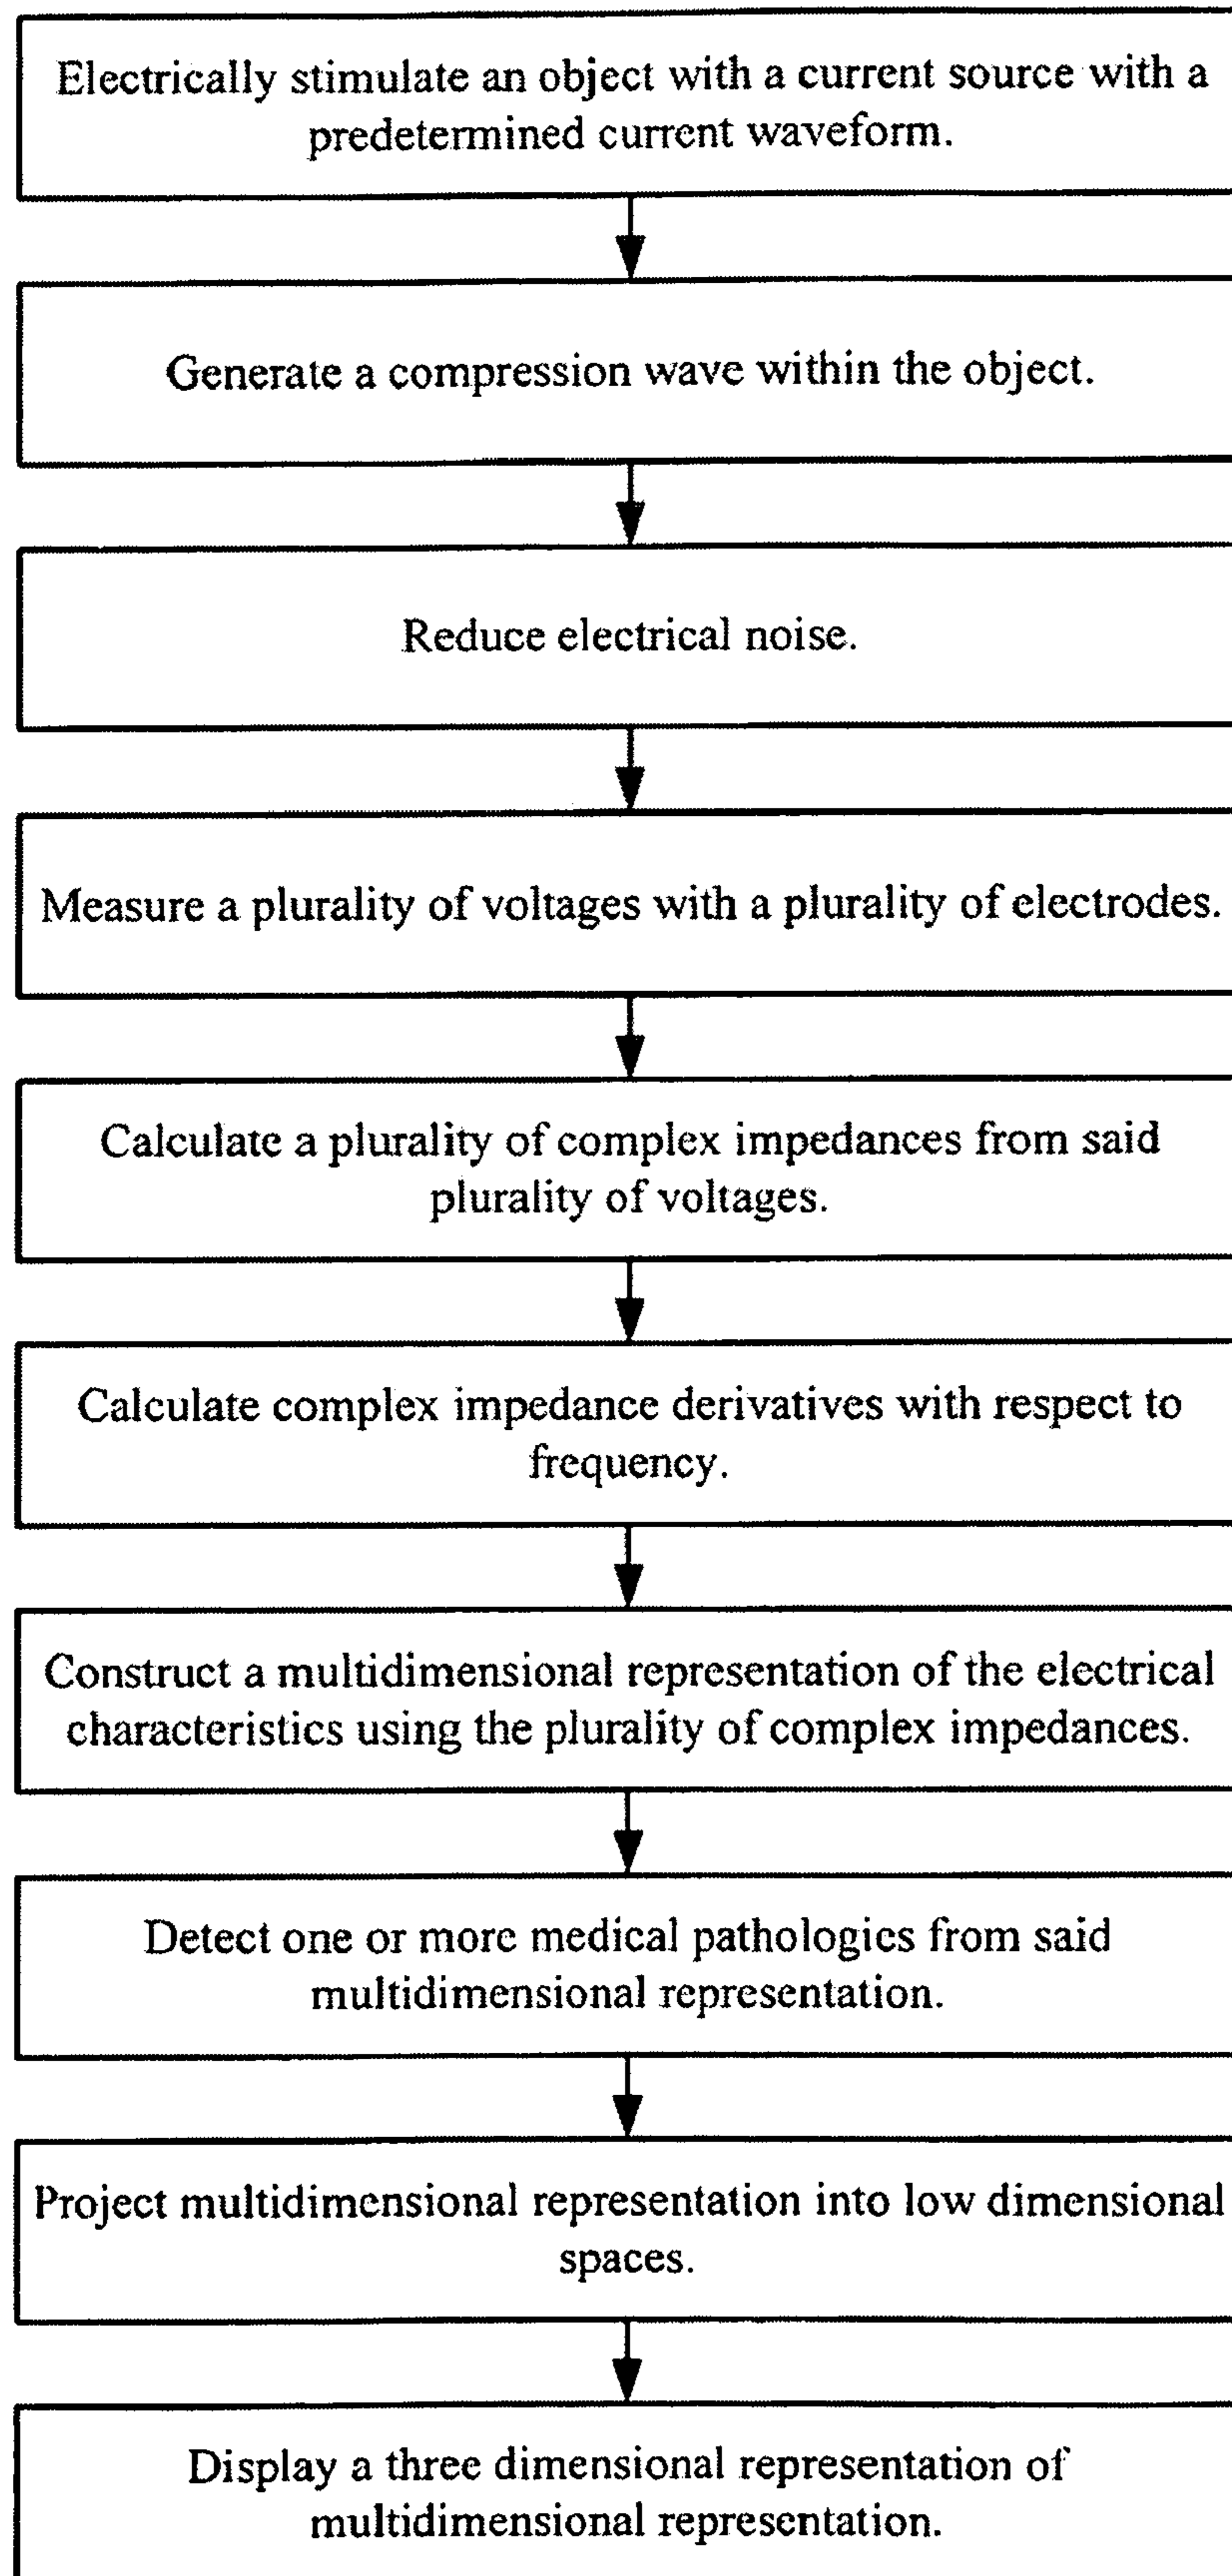 Electrically stimulate an object with a current source with a
predetermined current waveform.
Generate a compression wave within the object.
Reduce electrical noise.
Measure a plurality of voltages with a plurality of electrodes.
Calculate a plurality of complex impedances from said
plurality of voltages.
Calculate complex impedance derivatives with respect to
frequency.
Construct a multidimensional representation of the electrical
characteristics using the plurality of complex impedances.
Detect one or more medical pathologies from said
multidimensional representation.
Project multidimensional representation into low dimensional
spaces.
Display a three dimensional representation of
multidimensional representation.